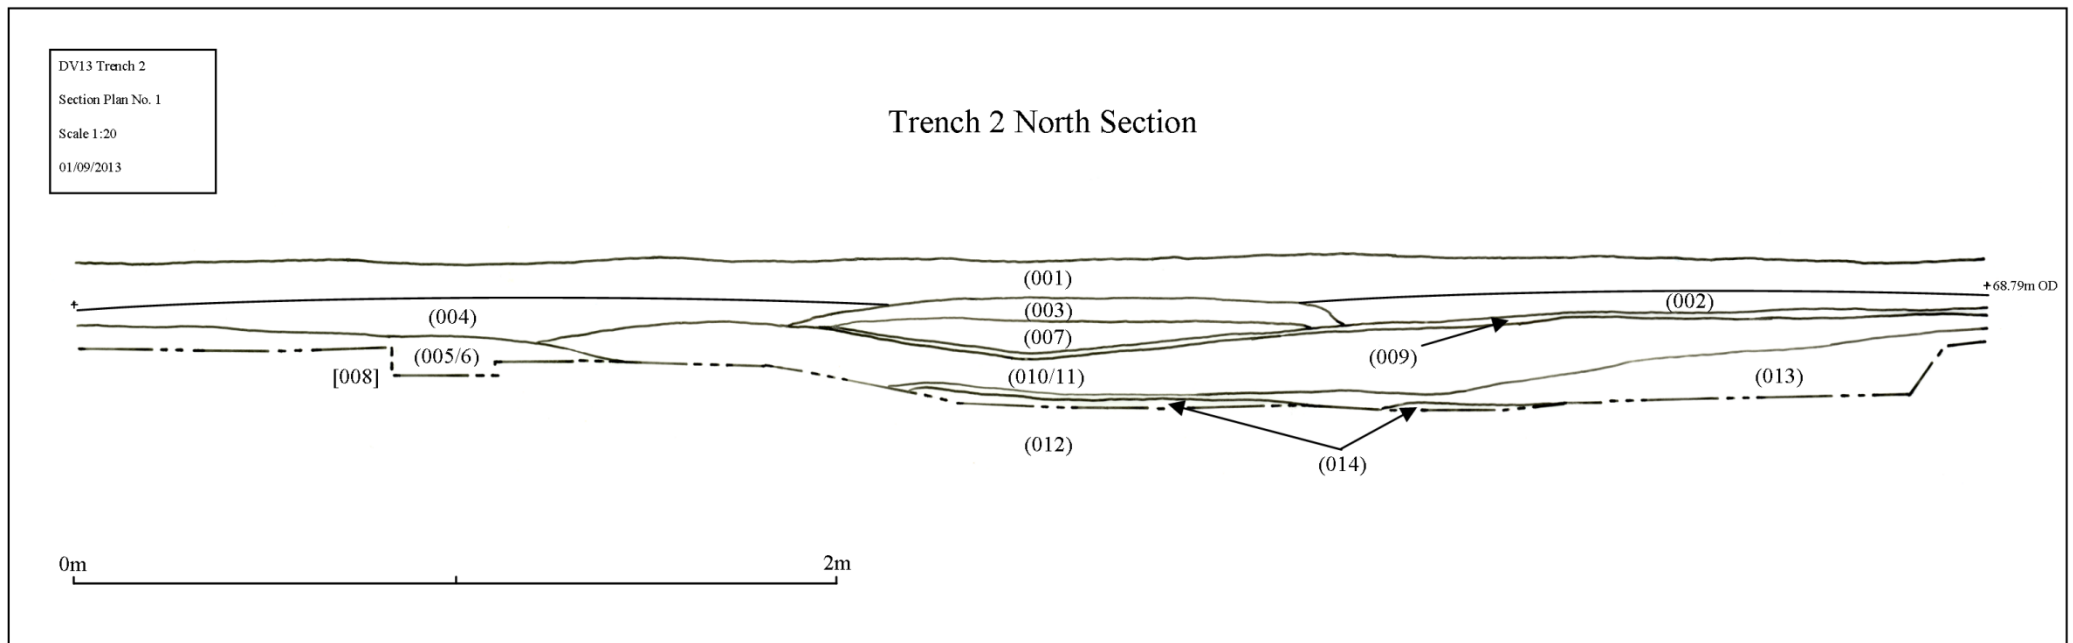 DV13 Trench 2
Section Plan No. 1
Scale 1:20
01/09/2013
Trench 2 North Section
(001)
+68.79m OD
(002)
(003)
(004)
(007)
(005/6)
(009)
[008]
(010/11)
(013)
(012)
(014)
0m
2m